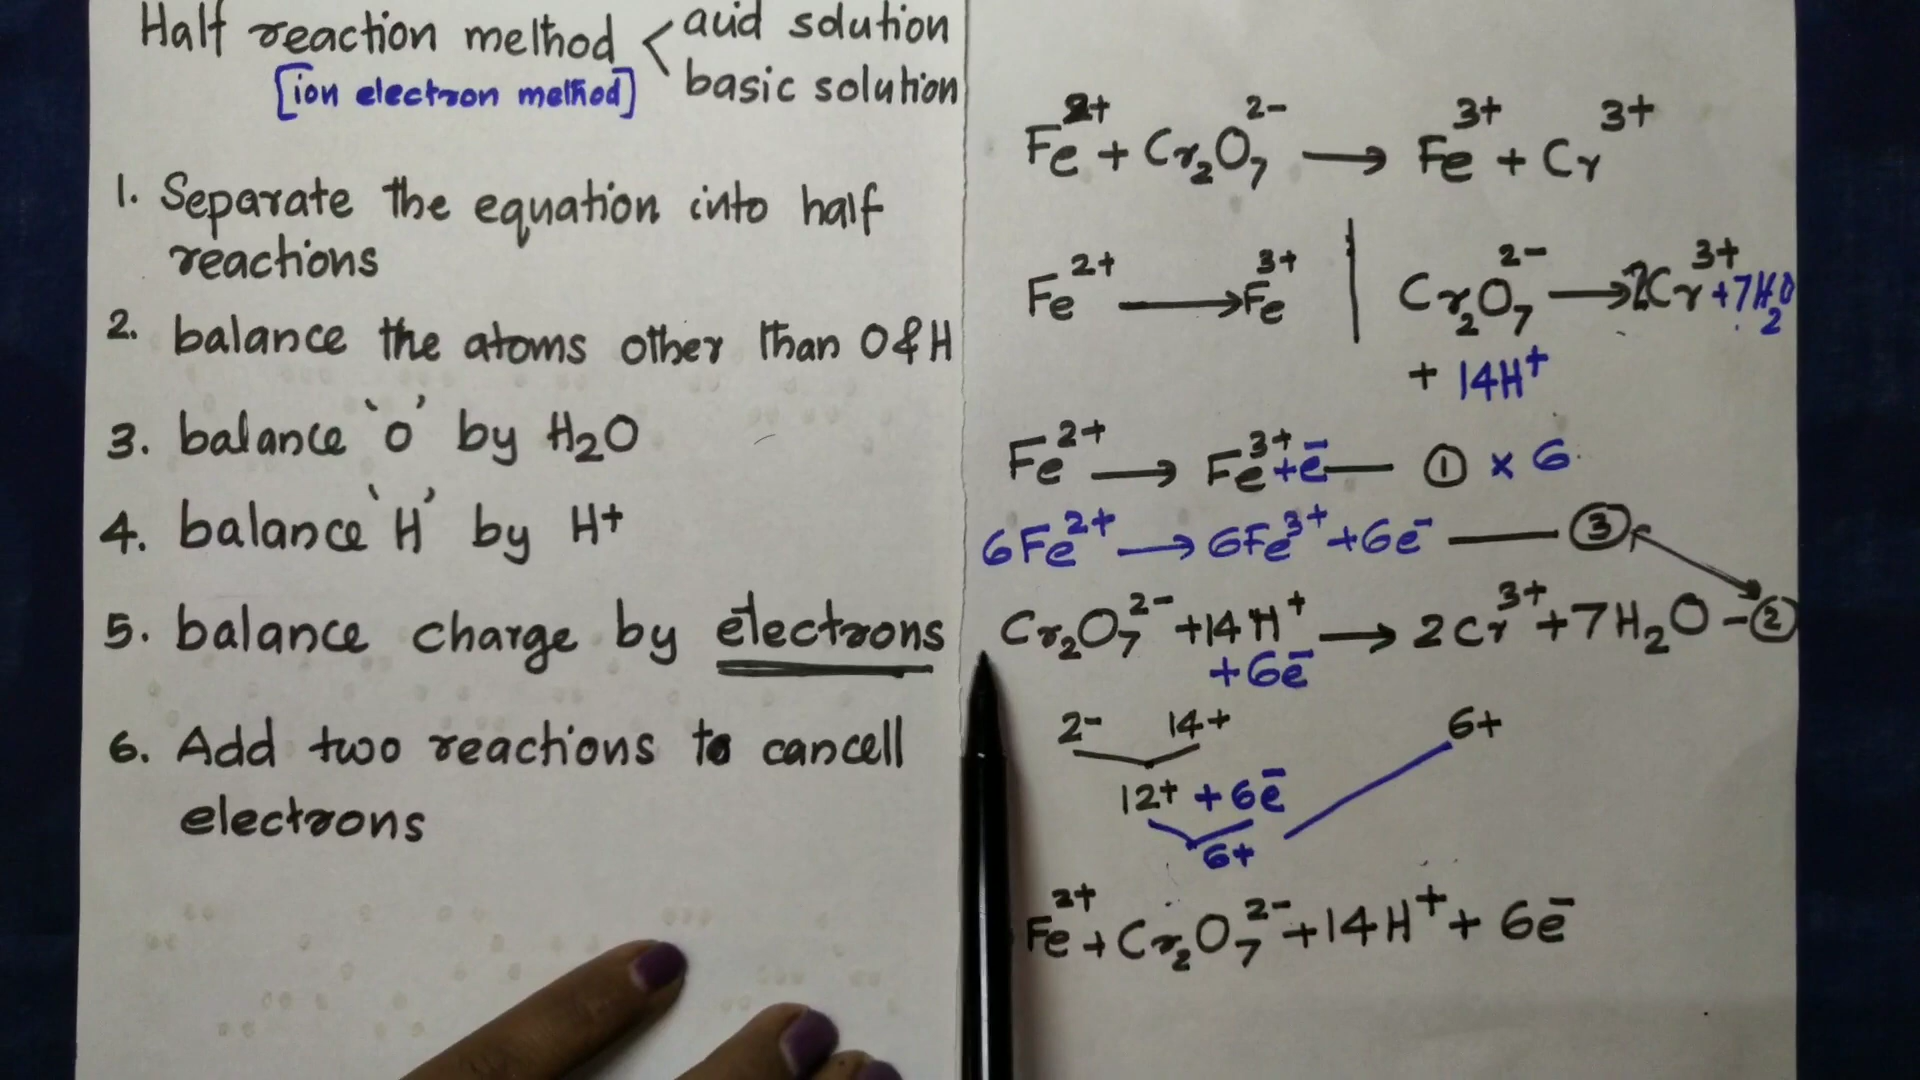 Half reaction method < acid solution
basic solution
[ion electron method]
1. Separate the equation into half
reactions
2. balance the atoms other than O & H
3. balance 'O' by H₂O
4. balance 'H' by H⁺
5. balance charge by electrons
6. Add two reactions to cancell
electrons
Fe²⁺ + Cr₂O₇²⁻ → Fe³⁺ + Cr³⁺
Fe²⁺ → Fe³⁺ | Cr₂O₇²⁻ → 2Cr³⁺ + 7H₂O
+ 14H⁺
Fe²⁺ → Fe³⁺ + e⁻ — ① × 6
6Fe²⁺ → 6Fe³⁺ + 6e⁻ — ③
Cr₂O₇²⁻ + 14H⁺ → 2Cr³⁺ + 7H₂O - ②
+ 6e⁻
2- 14+ 6+
12+ + 6e⁻
6+
Fe²⁺ + Cr₂O₇²⁻ + 14H⁺ + 6e⁻